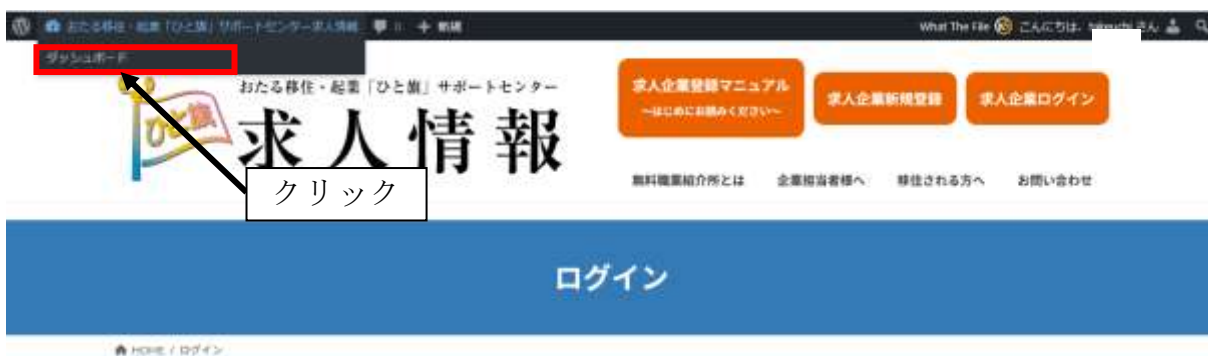 おたる移住・起業「ひと旗」サポートセンター求人情報 0 + 新規 What The File こんにちは、 さん
ダッシュボード
おたる移住・起業「ひと旗」サポートセンター
ひと旗
求人情報
クリック
求人企業登録マニュアル
～はじめにお読みください～
求人企業新規登録
求人企業ログイン
無料職業紹介所とは 企業担当者様へ 移住される方へ お問い合わせ
ログイン
HOME / ログイン